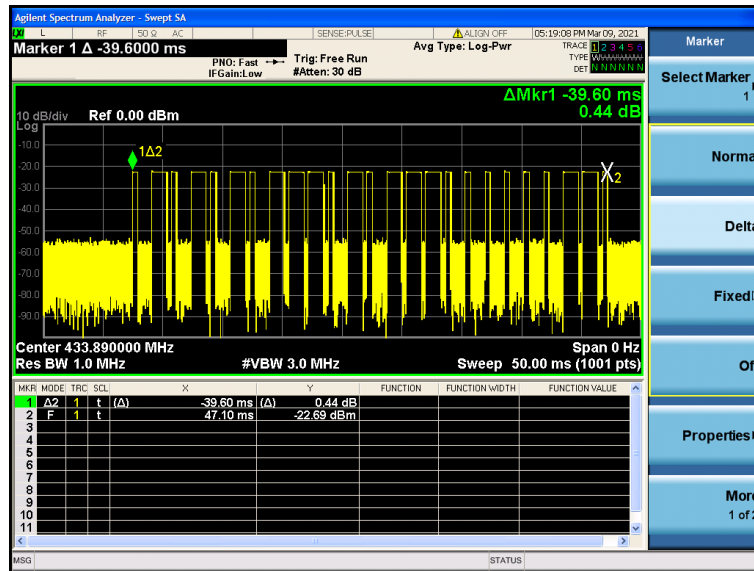 Agilent Spectrum Analyzer - Swept SA
LXI L RF 50 Ω AC SENSE:PULSE ALIGN OFF 05:19:08 PM Mar 09, 2021
Marker 1 Δ -39.6000 ms
PNO: Fast
IFGain:Low
Trig: Free Run
#Atten: 30 dB
Avg Type: Log-Pwr
TRACE 1 2 3 4 5 6
TYPE W
DET N N N N N N
ΔMkr1 -39.60 ms
0.44 dB
10 dB/div Ref 0.00 dBm
Log
-10.0
-20.0
-30.0
-40.0
-50.0
-60.0
-70.0
-80.0
-90.0
1Δ2
X2
Center 433.890000 MHz Span 0 Hz
Res BW 1.0 MHz #VBW 3.0 MHz Sweep 50.00 ms (1001 pts)
MKR MODE TRC SCL X Y FUNCTION FUNCTION WIDTH FUNCTION VALUE
1 Δ2 1 t (Δ) -39.60 ms (Δ) 0.44 dB
2 F 1 t 47.10 ms -22.69 dBm
3
4
5
6
7
8
9
10
11
MSG STATUS
Marker
Select Marker
1
Norma
Delta
Fixed
Of
Properties
More
1 of 2